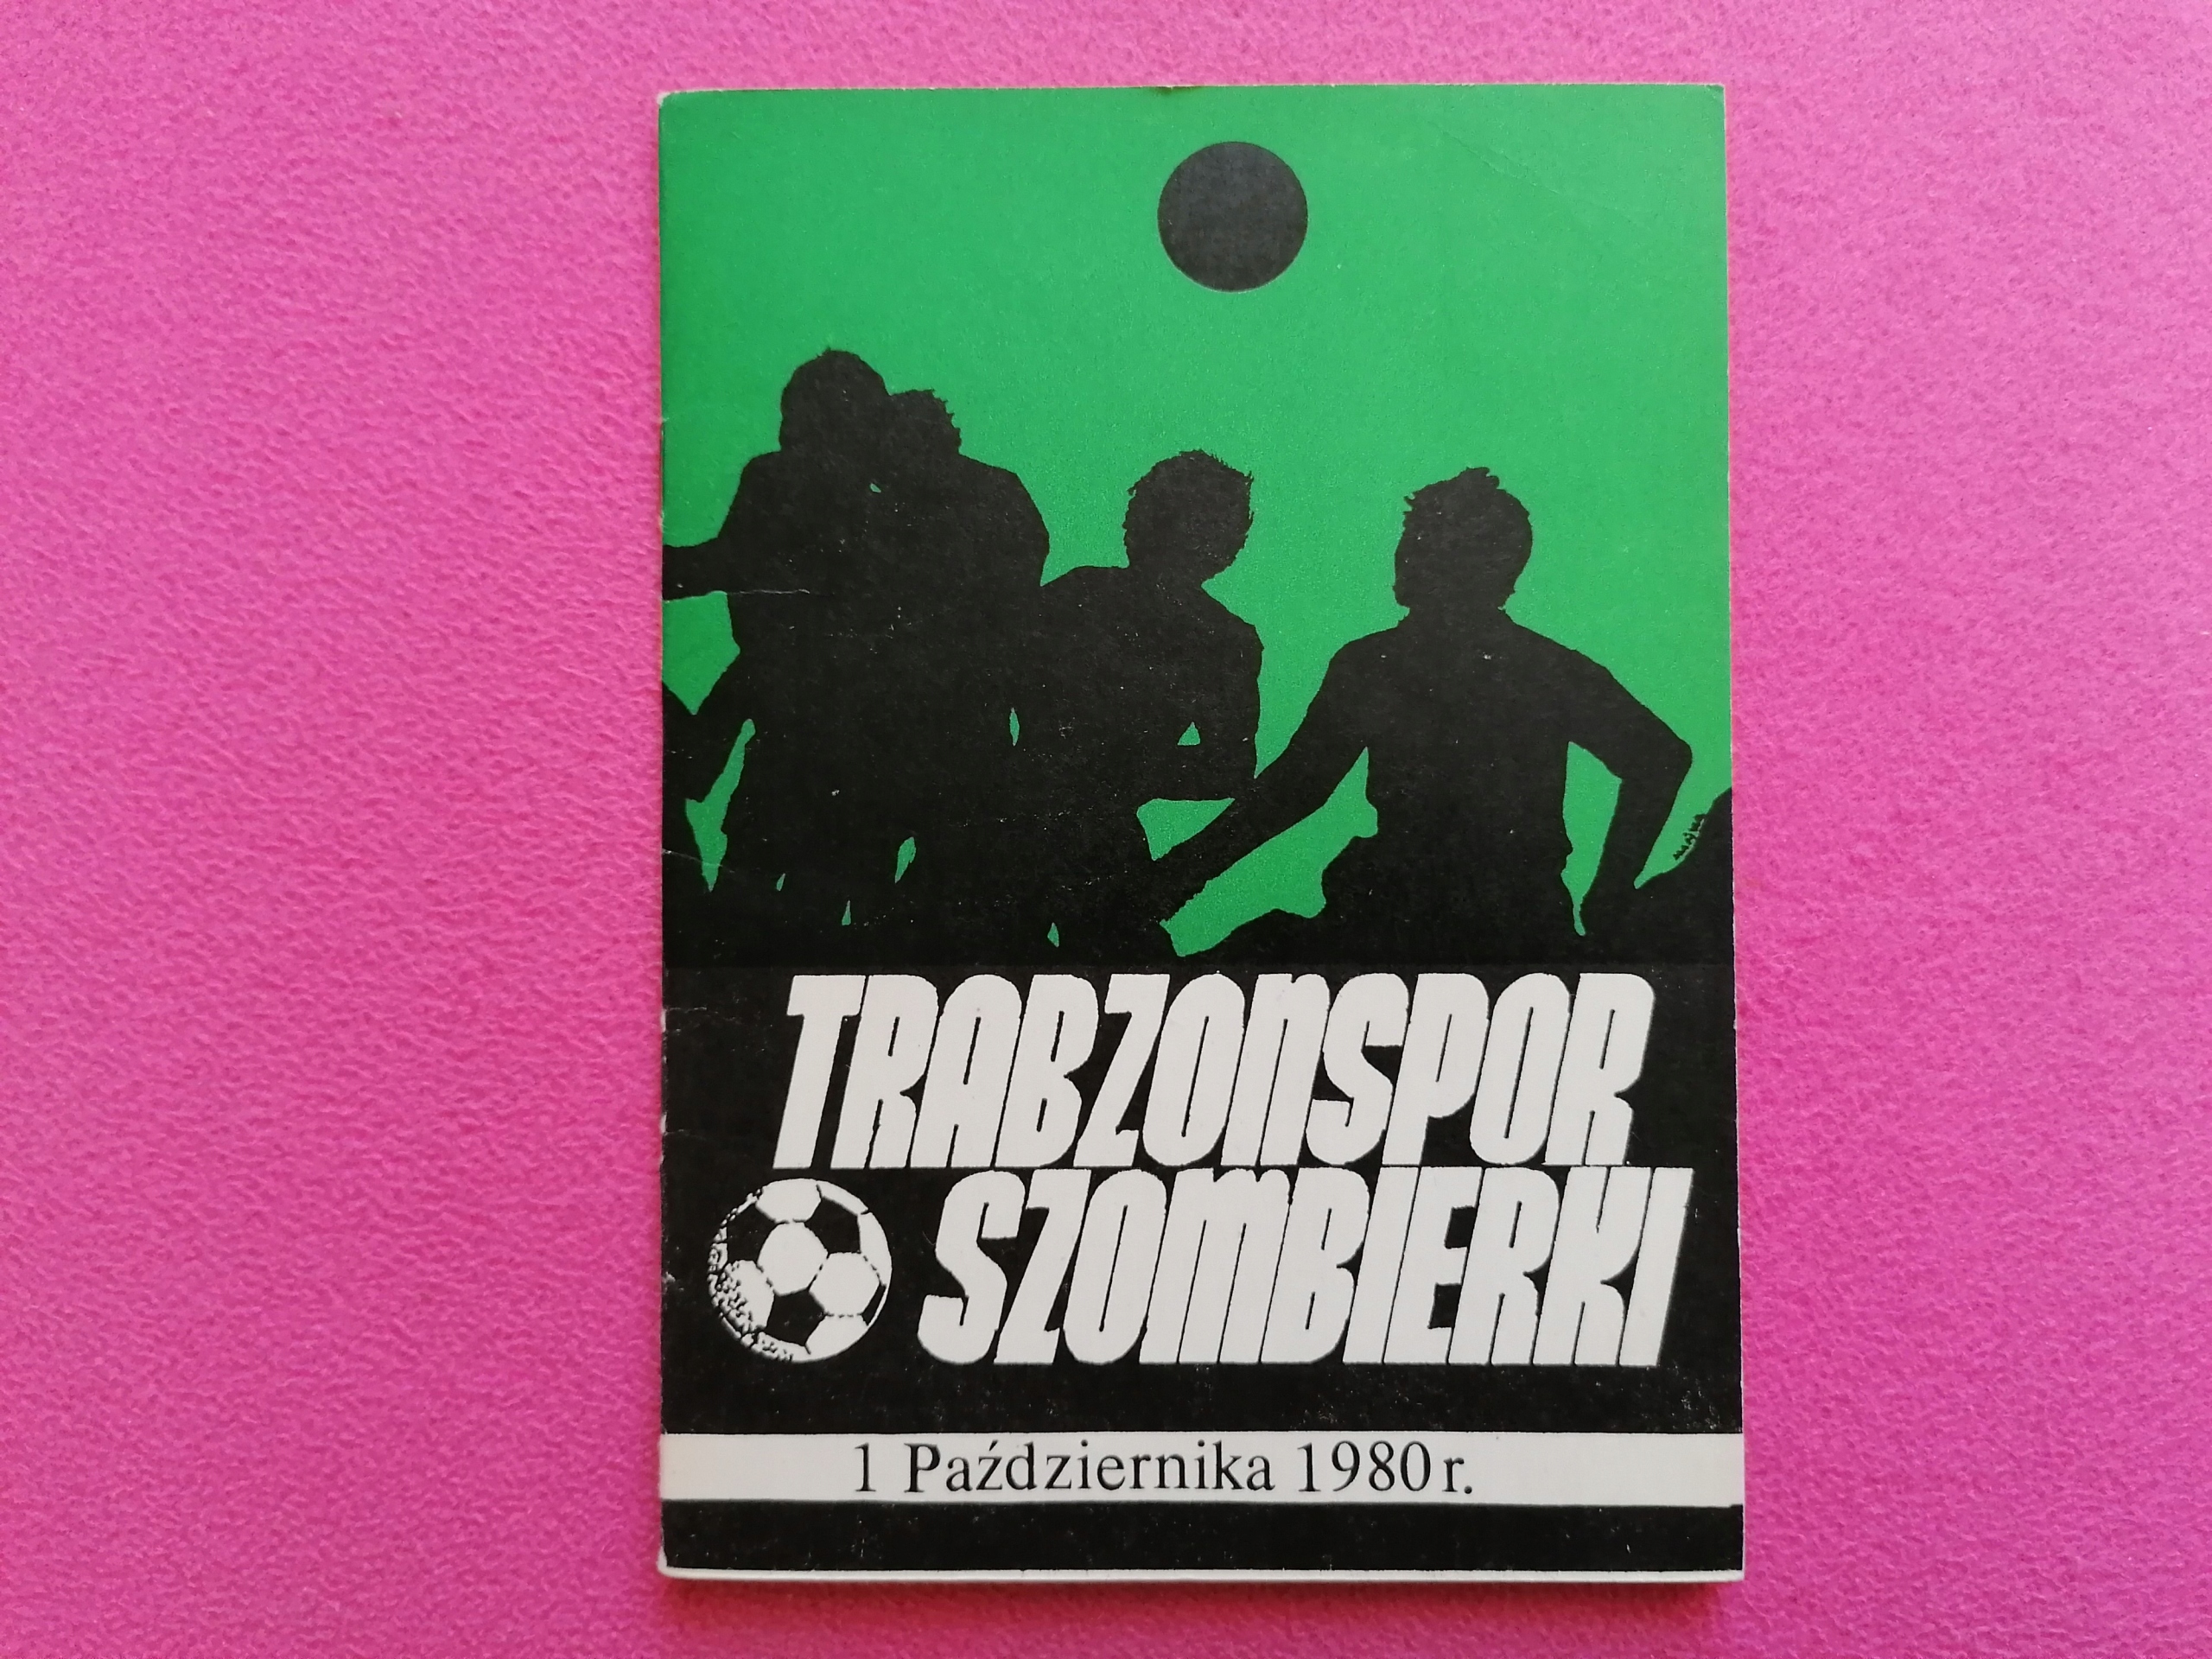 TRABZONSPOR
SZOMBIERKI
1 Października 1980 r.